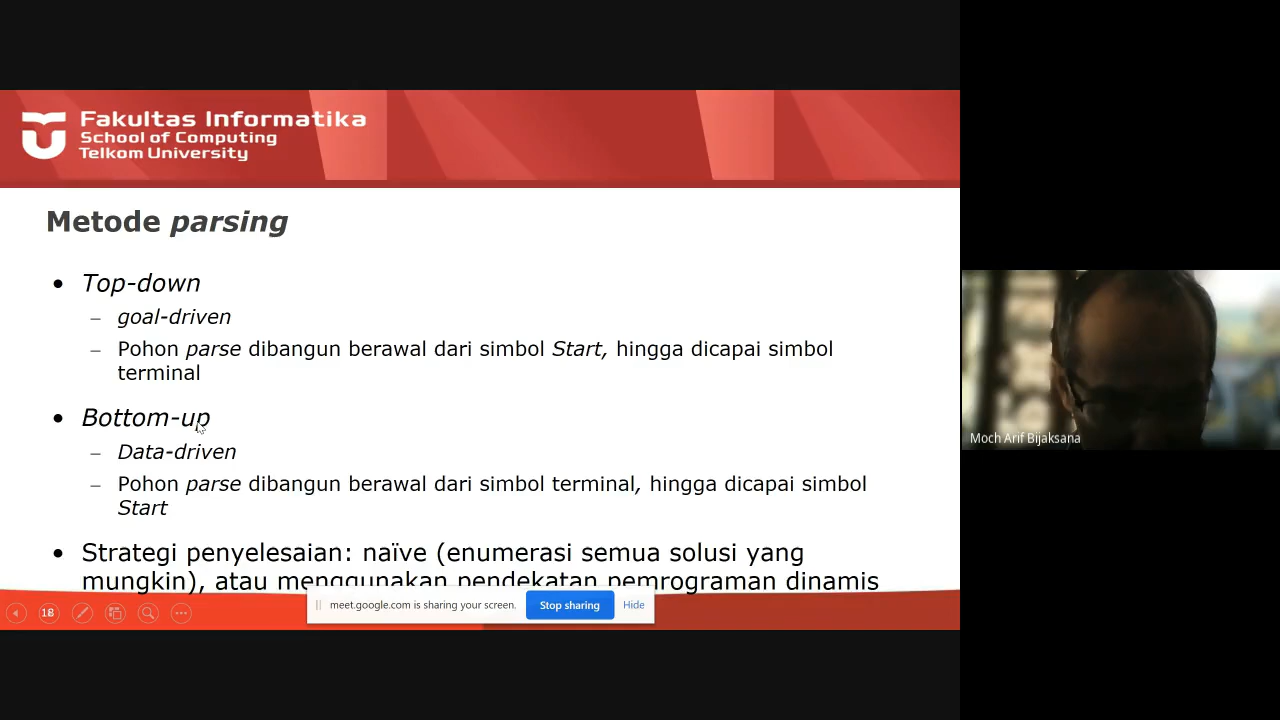 Fakultas Informatika
School of Computing
Telkom University
Metode parsing
• Top-down
– goal-driven
– Pohon parse dibangun berawal dari simbol Start, hingga dicapai simbol
terminal
• Bottom-up
– Data-driven
– Pohon parse dibangun berawal dari simbol terminal, hingga dicapai simbol
Start
• Strategi penyelesaian: naïve (enumerasi semua solusi yang
mungkin), atau menggunakan pendekatan pemrograman dinamis
meet.google.com is sharing your screen. Stop sharing Hide
18
Moch Arif Bijaksana